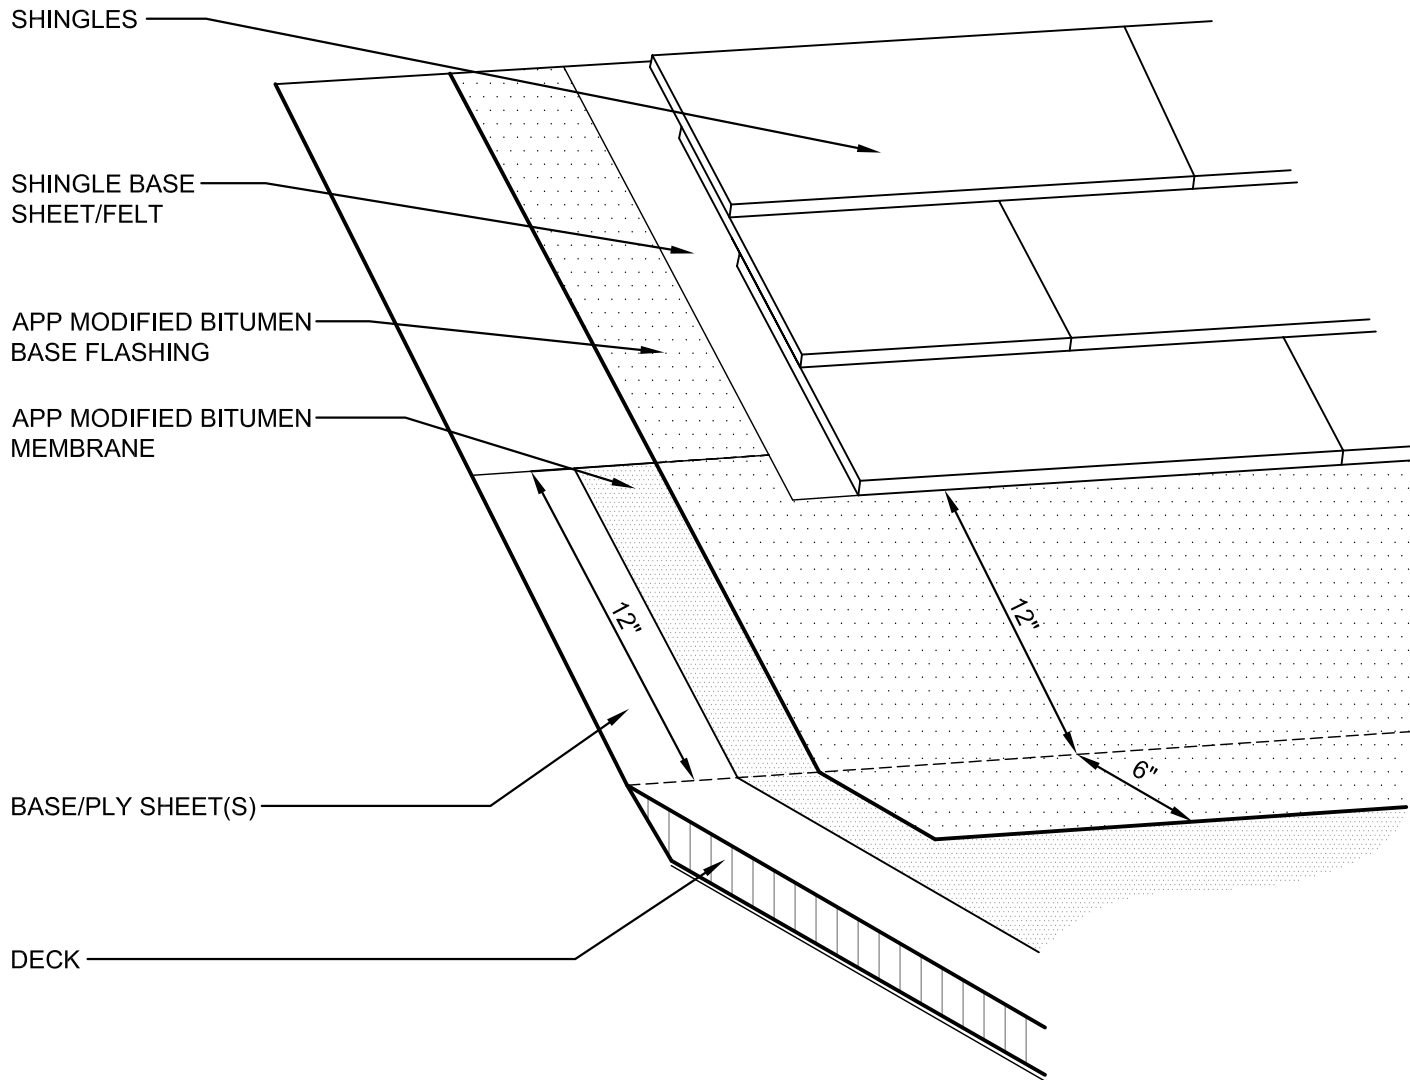 SHINGLES
SHINGLE BASE
SHEET/FELT
APP MODIFIED BITUMEN
BASE FLASHING
APP MODIFIED BITUMEN
MEMBRANE
12"
12"
6"
BASE/PLY SHEET(S)
DECK